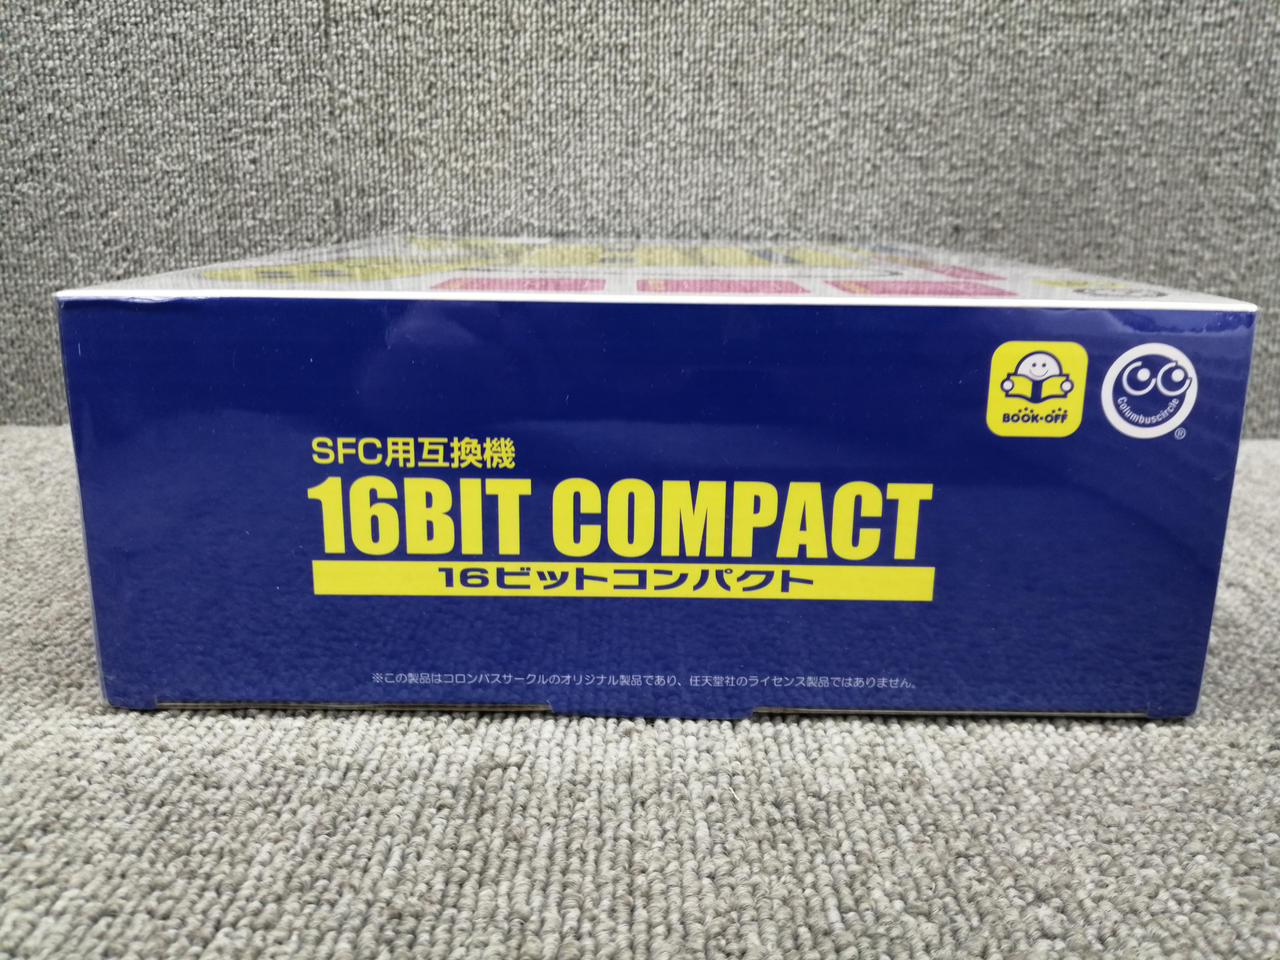 BOOK-OFF
Columbuscircle
®
SFC用互換機
16BIT COMPACT
16ビットコンパクト
※この製品はコロンバスサークルのオリジナル製品であり、任天堂社のライセンス製品ではありません。